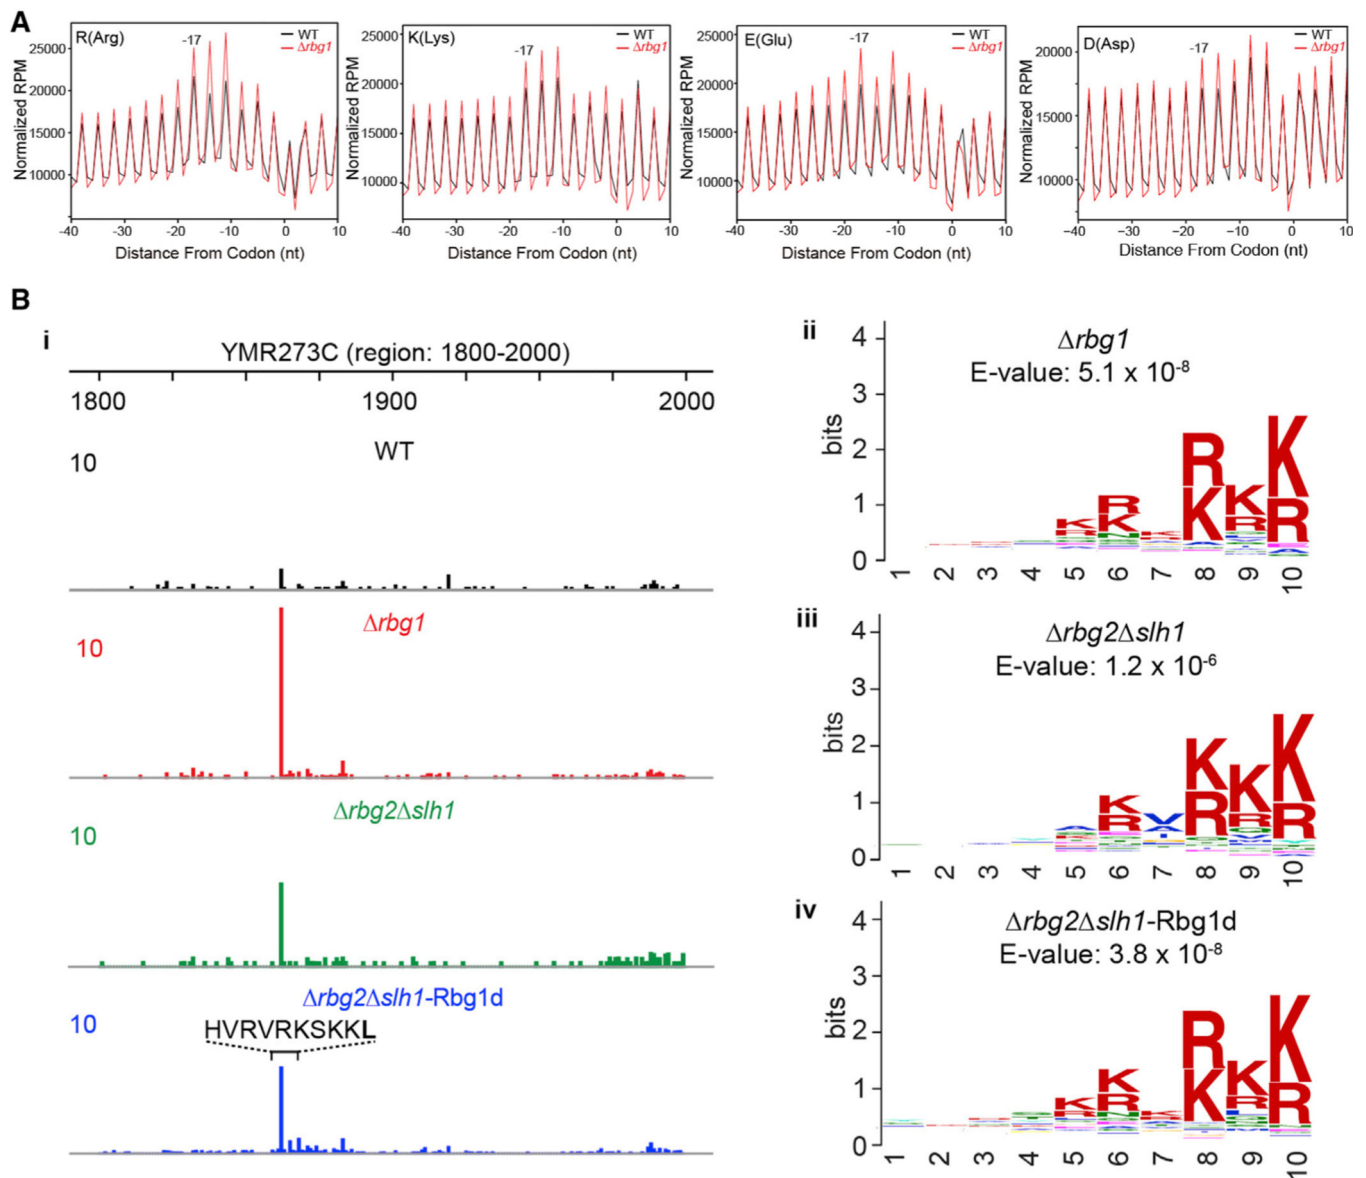 A
R(Arg)
-17
WT
Δrbg1
Normalized RPM
25000
20000
15000
10000
-40 -30 -20 -10 0 10
Distance From Codon (nt)
K(Lys)
-17
WT
Δrbg1
Normalized RPM
25000
20000
15000
10000
-40 -30 -20 -10 0 10
Distance From Codon (nt)
E(Glu)
-17
WT
Δrbg1
Normalized RPM
25000
20000
15000
10000
-40 -30 -20 -10 0 10
Distance From Codon (nt)
D(Asp)
-17
WT
Δrbg1
Normalized RPM
20000
15000
10000
-40 -30 -20 -10 0 10
Distance From Codon (nt)
B
i
YMR273C (region: 1800-2000)
1800 1900 2000
WT
10
Δrbg1
10
Δrbg2Δslh1
10
Δrbg2Δslh1-Rbg1d
10
HVRVRKSKKL
ii
Δrbg1
E-value: 5.1 x 10-8
bits
4
3
2
1
0
R K R K
K R K K R R
1 2 3 4 5 6 7 8 9 10
iii
Δrbg2Δslh1
E-value: 1.2 x 10-6
bits
4
3
2
1
0
K K K K
R R R R
1 2 3 4 5 6 7 8 9 10
iv
Δrbg2Δslh1-Rbg1d
E-value: 3.8 x 10-8
bits
4
3
2
1
0
K K R K K
R R K R R
1 2 3 4 5 6 7 8 9 10